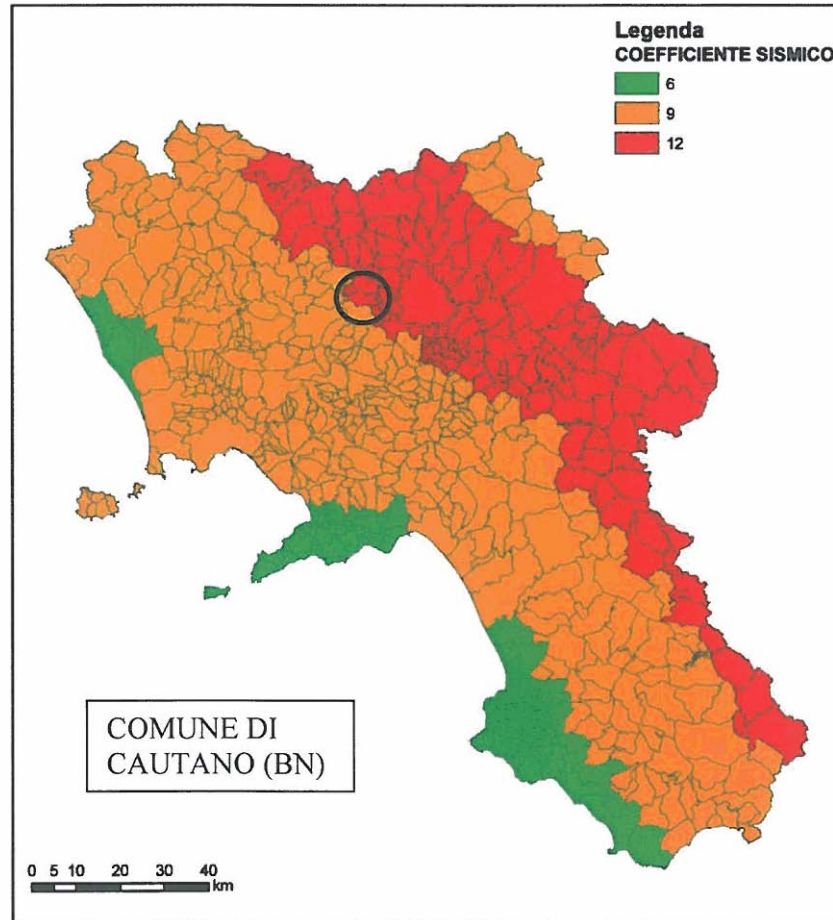 Legenda
COEFFICIENTE SISMICO
6
9
12
COMUNE DI
CAUTANO (BN)
0 5 10 20 30 40
km